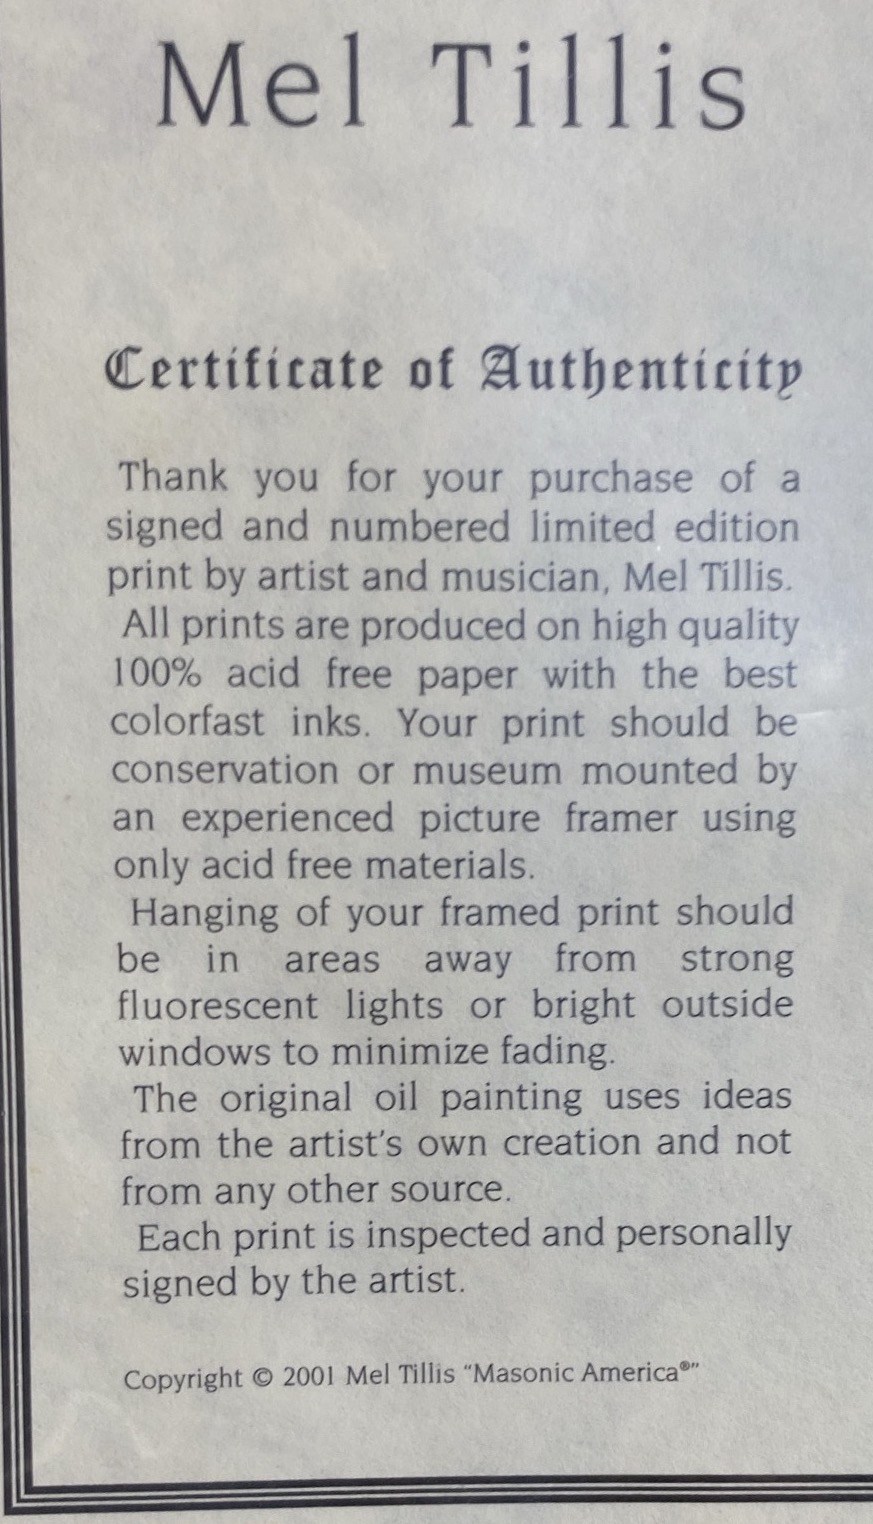 Mel Tillis
Certificate of Authenticity
Thank you for your purchase of a
signed and numbered limited edition
print by artist and musician, Mel Tillis.
All prints are produced on high quality
100% acid free paper with the best
colorfast inks. Your print should be
conservation or museum mounted by
an experienced picture framer using
only acid free materials.
Hanging of your framed print should
be in areas away from strong
fluorescent lights or bright outside
windows to minimize fading.
The original oil painting uses ideas
from the artist's own creation and not
from any other source.
Each print is inspected and personally
signed by the artist.
Copyright © 2001 Mel Tillis “Masonic America®”